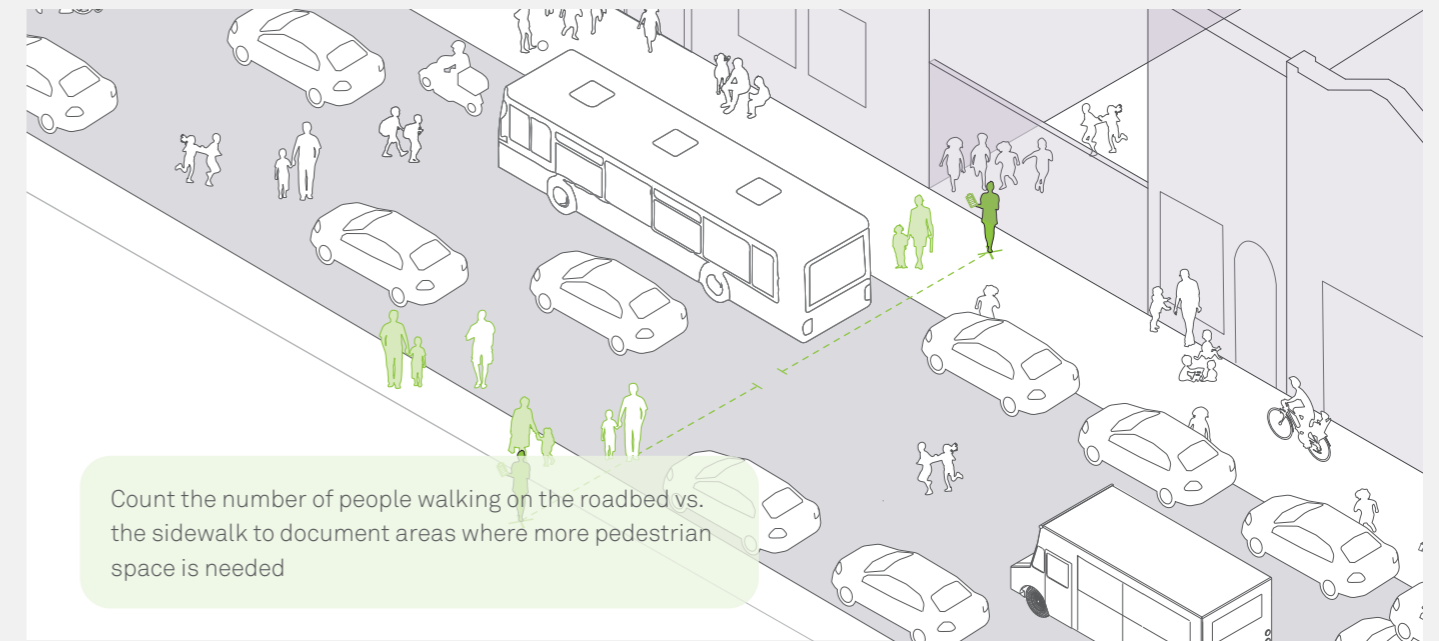 Count the number of people walking on the roadbed vs.
the sidewalk to document areas where more pedestrian
space is needed